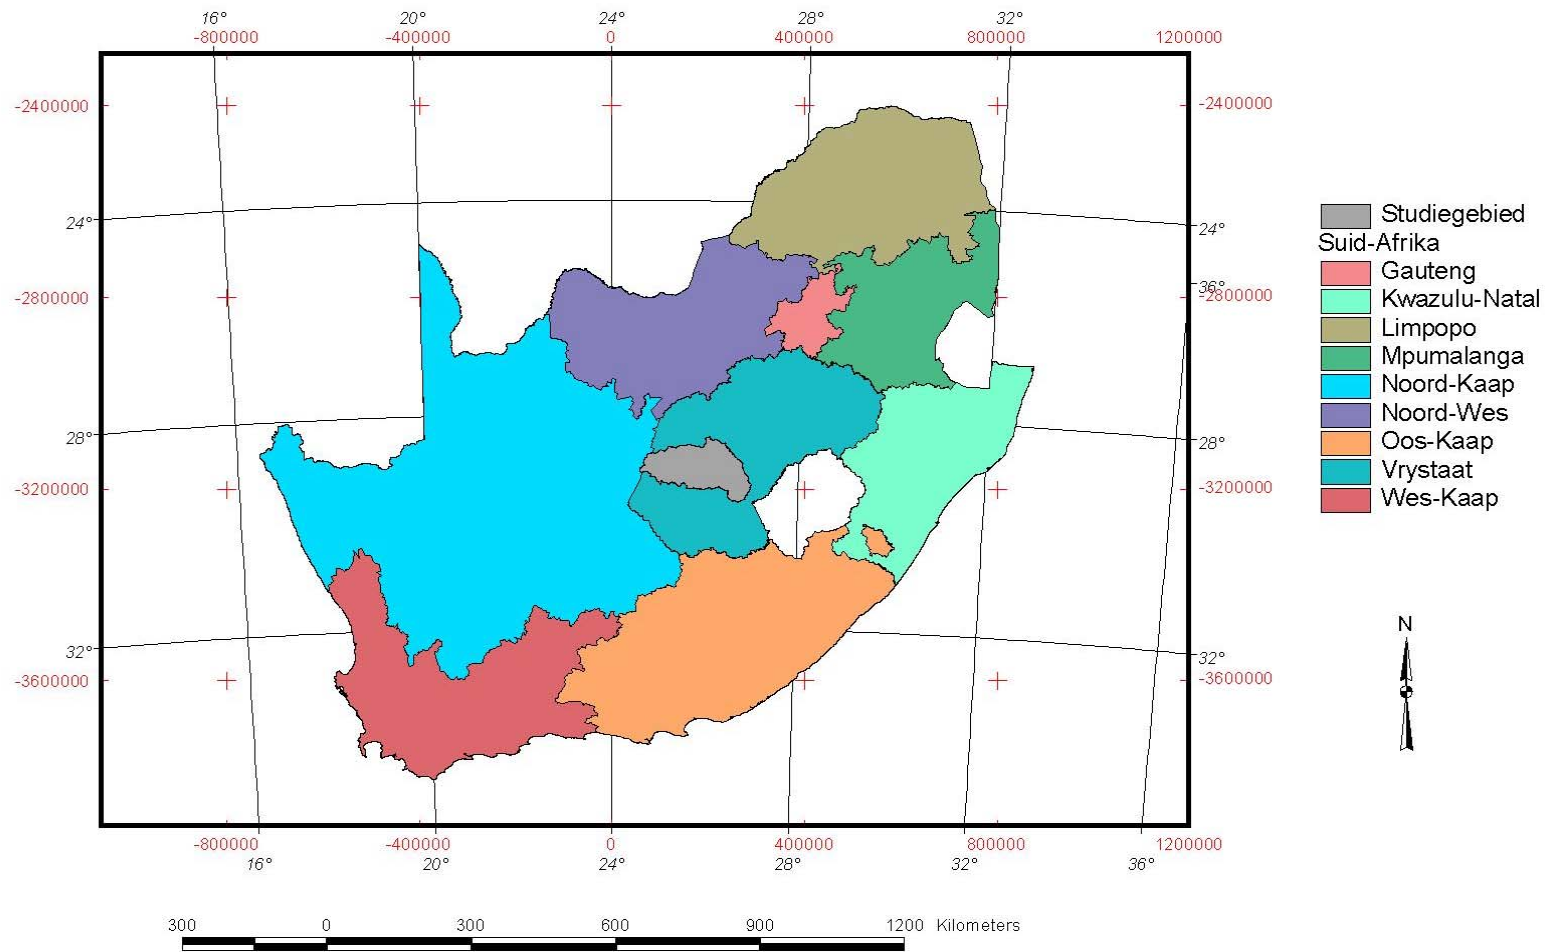 16° 20° 24° 28° 32°
-800000 -400000 0 400000 800000 1200000
-2400000 -2400000
24° 24°
Studiegebied
Suid-Afrika
Gauteng
36°
-2800000 -2800000
Kwazulu-Natal
Limpopo
Mpumalanga
Noord-Kaap
Noord-Wes
28° 28°
Oos-Kaap
Vrystaat
-3200000 -3200000
Wes-Kaap
N
32° 32°
-3600000 -3600000
-800000 -400000 0 400000 800000 1200000
16° 20° 24° 28° 32° 36°
300 0 300 600 900 1200 Kilometers